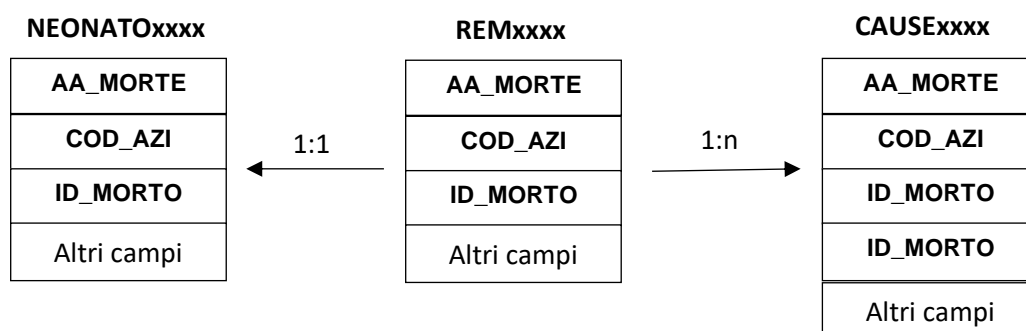 NEONATOxxxx
AA_MORTE
COD_AZI
ID_MORTO
Altri campi
1:1
REMxxxx
AA_MORTE
COD_AZI
ID_MORTO
Altri campi
1:n
CAUSExxxx
AA_MORTE
COD_AZI
ID_MORTO
ID_MORTO
Altri campi